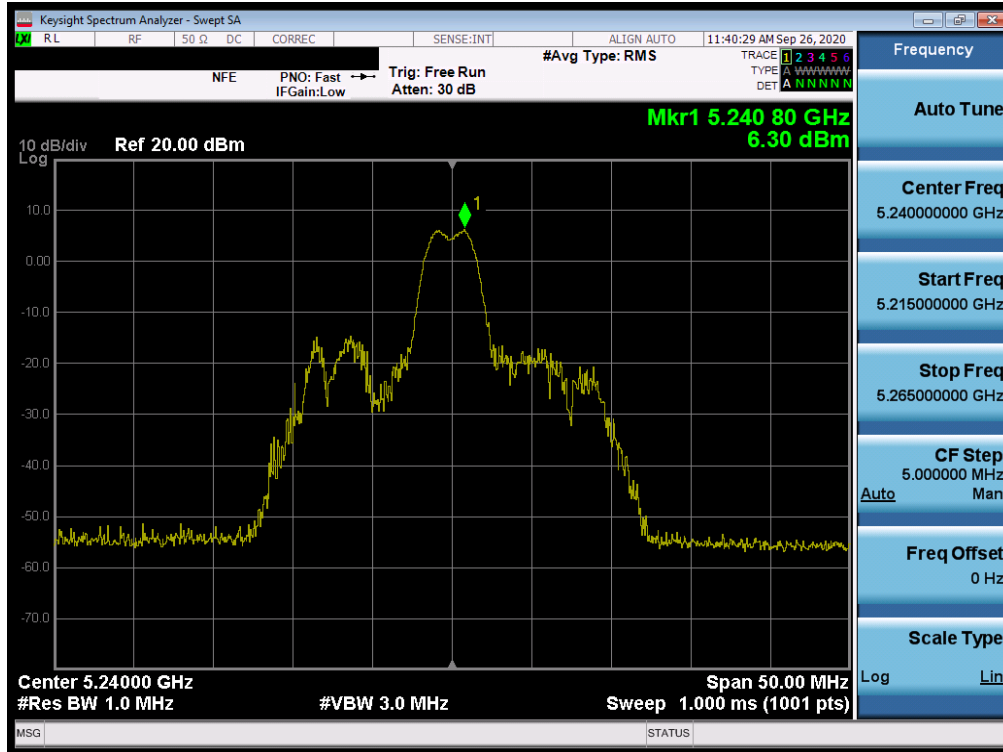 Keysight Spectrum Analyzer - Swept SA
LXI RL RF 50 Ω DC CORREC SENSE:INT ALIGN AUTO 11:40:29 AM Sep 26, 2020
Frequency
#Avg Type: RMS
TRACE 1 2 3 4 5 6
TYPE A WWWWW
DET A N N N N N
NFE
PNO: Fast
IFGain:Low
Trig: Free Run
Atten: 30 dB
Auto Tune
Mkr1 5.240 80 GHz
6.30 dBm
10 dB/div
Log
Ref 20.00 dBm
1
10.0
0.00
-10.0
-20.0
-30.0
-40.0
-50.0
-60.0
-70.0
Center Freq
5.240000000 GHz
Start Freq
5.215000000 GHz
Stop Freq
5.265000000 GHz
CF Step
5.000000 MHz
Auto Man
Freq Offset
0 Hz
Scale Type
Log Lin
Center 5.24000 GHz
Span 50.00 MHz
#Res BW 1.0 MHz
#VBW 3.0 MHz
Sweep 1.000 ms (1001 pts)
MSG
STATUS